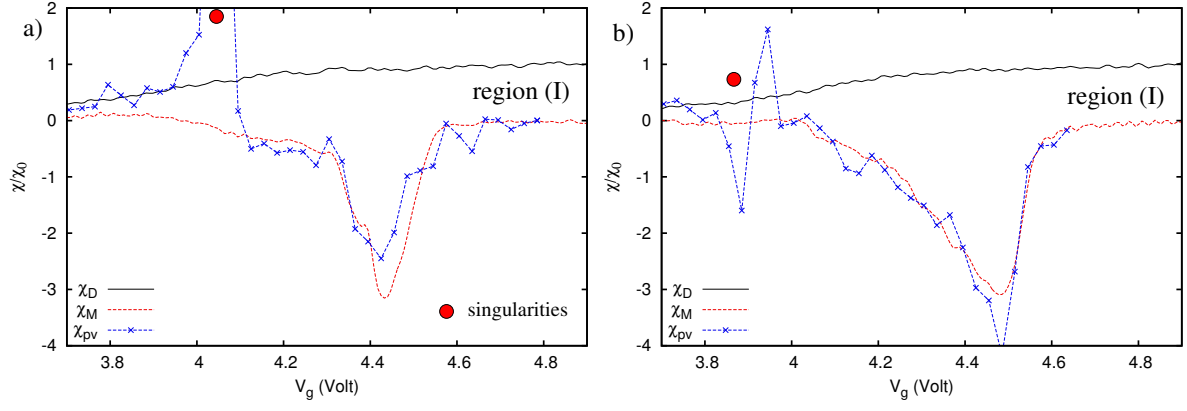 a)
2
1
0
-1
-2
-3
-4
χ/χ0
region (I)
χD
χM
χpv
singularities
3.8 4 4.2 4.4 4.6 4.8
Vg (Volt)
b)
2
1
0
-1
-2
-3
-4
χ/χ0
region (I)
χD
χM
χpv
3.8 4 4.2 4.4 4.6 4.8
Vg (Volt)